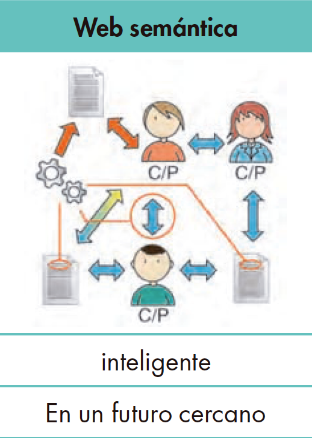 Web semántica
C/P
C/P
C/P
inteligente
En un futuro cercano